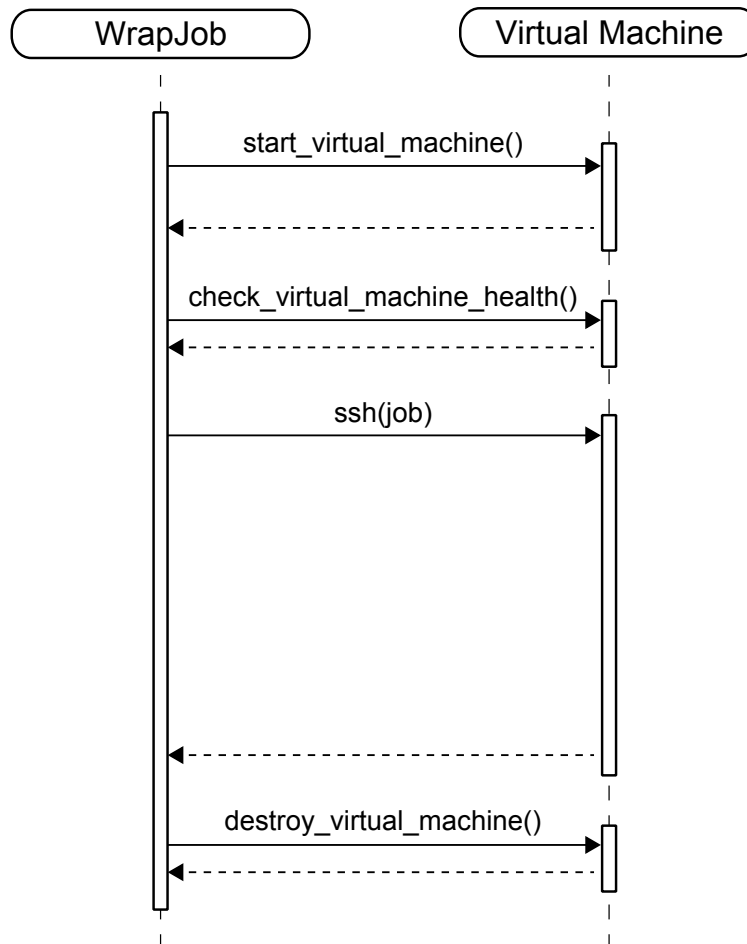 WrapJob
Virtual Machine
start_virtual_machine()
check_virtual_machine_health()
ssh(job)
destroy_virtual_machine()